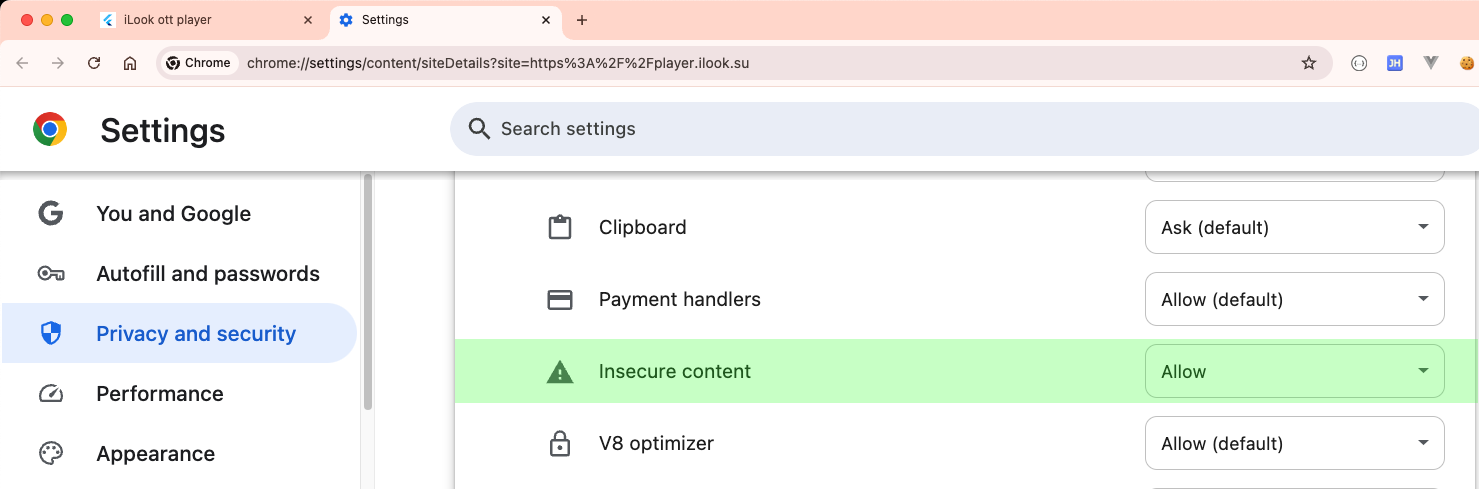 iLook ott player
Settings
Chrome
chrome://settings/content/siteDetails?site=https%3A%2F%2Fplayer.ilook.su
JH
Settings
Search settings
You and Google
Autofill and passwords
Privacy and security
Performance
Appearance
Clipboard Ask (default)
Payment handlers Allow (default)
Insecure content Allow
V8 optimizer Allow (default)